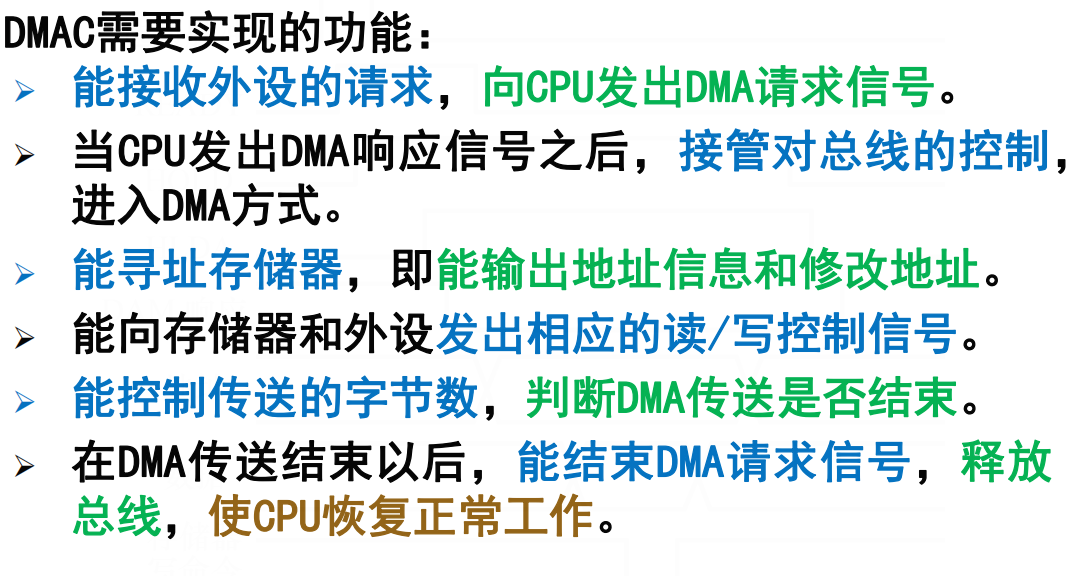 DMAC需要实现的功能：
➢ 能接收外设的请求，向CPU发出DMA请求信号。
➢ 当CPU发出DMA响应信号之后，接管对总线的控制，
进入DMA方式。
➢ 能寻址存储器，即能输出地址信息和修改地址。
➢ 能向存储器和外设发出相应的读/写控制信号。
➢ 能控制传送的字节数，判断DMA传送是否结束。
➢ 在DMA传送结束以后，能结束DMA请求信号，释放
总线，使CPU恢复正常工作。